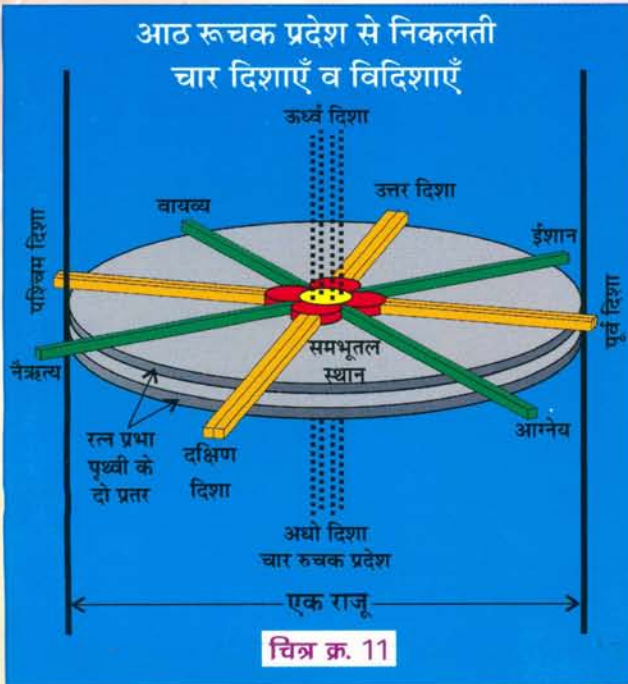 आठ रूचक प्रदेश से निकलती
चार दिशाएँ व विदिशाएँ
ऊर्ध्व दिशा
उत्तर दिशा
वायव्य
ईशान
पश्चिम दिशा
पूर्व दिशा
समभूतल
स्थान
नैऋत्य
आग्नेय
रत्न प्रभा
पृथ्वी के
दो प्रतर
दक्षिण
दिशा
अधो दिशा
चार रुचक प्रदेश
एक राजू
चित्र क्र. 11